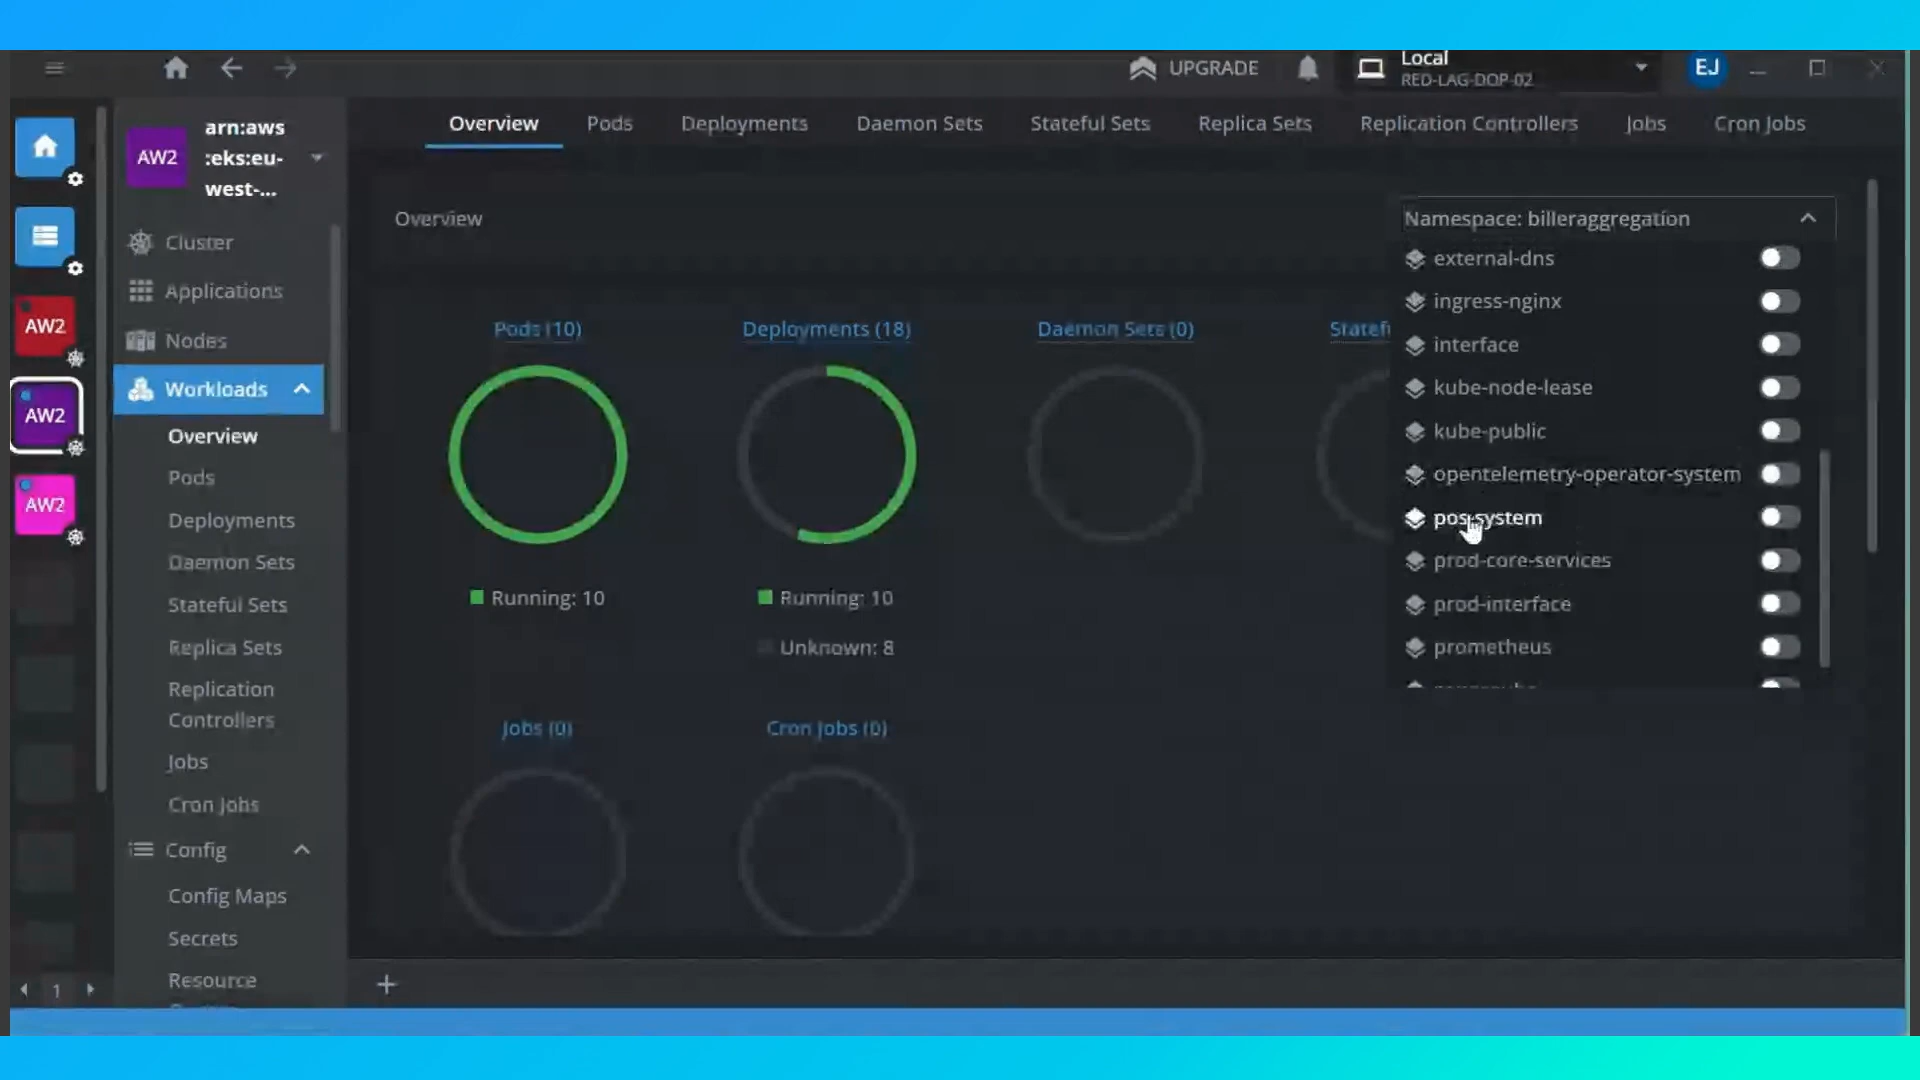 UPGRADE
Local
RED-LAG-DOP-02
EJ
AW2
arn:aws
:eks:eu-
west-...
Overview
Pods
Deployments
Daemon Sets
Stateful Sets
Replica Sets
Replication Controllers
Jobs
Cron Jobs
AW2
AW2
AW2
1
Cluster
Applications
Nodes
Workloads
Overview
Pods
Deployments
Daemon Sets
Stateful Sets
Replica Sets
Replication
Controllers
Jobs
Cron Jobs
Config
Config Maps
Secrets
Resource
Overview
Namespace: billeraggregation
external-dns
ingress-nginx
interface
kube-node-lease
kube-public
opentelemetry-operator-system
pos-system
prod-core-services
prod-interface
prometheus
Pods (10)
Running: 10
Deployments (18)
Running: 10
Unknown: 8
Daemon Sets (0)
Statef
Jobs (0)
Cron Jobs (0)